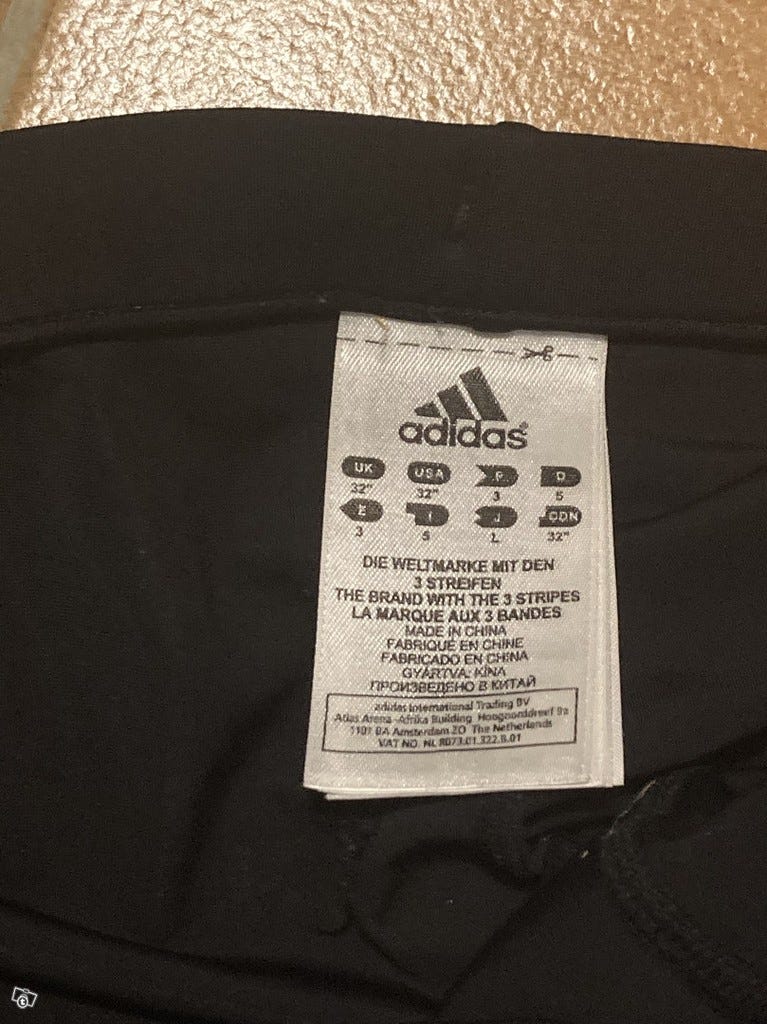 adidas®
UK USA F D
32" 32" 3 5
E I J CDN
3 5 L 32"
DIE WELTMARKE MIT DEN
3 STREIFEN
THE BRAND WITH THE 3 STRIPES
LA MARQUE AUX 3 BANDES
MADE IN CHINA
FABRIQUÉ EN CHINE
FABRICADO EN CHINA
GYÁRTVA: KÍNA
ПРОИЗВЕДЕНО В КИТАЙ
adidas International Trading BV
Atlas Arena -Afrika Building Hoogoorddreef 9a
1101 BA Amsterdam ZO The Netherlands
VAT NO. NL 8073.01.322.B.01